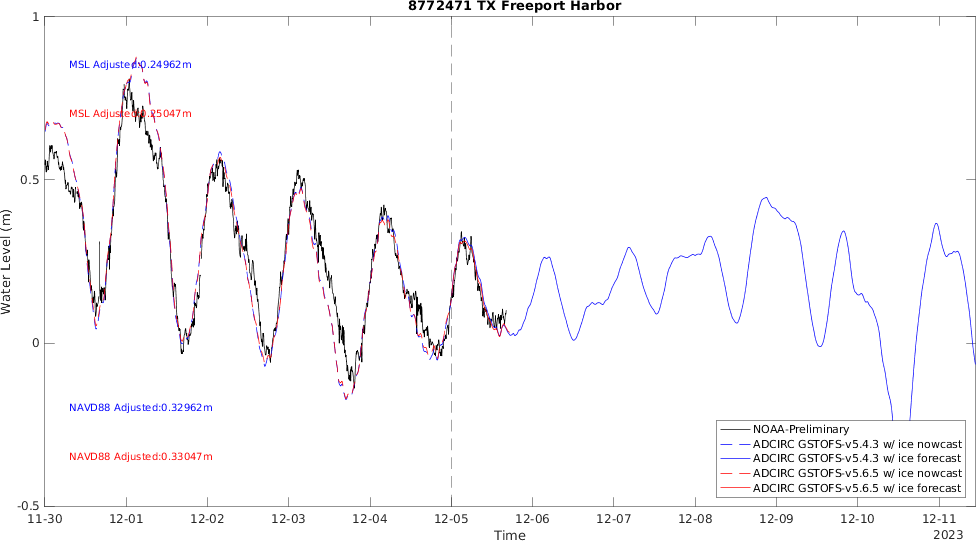 8772471 TX Freeport Harbor
1
MSL Adjusted:0.24962m
MSL Adjusted:0.25047m
0.5
Water Level (m)
0
NAVD88 Adjusted:0.32962m
NAVD88 Adjusted:0.33047m
NOAA-Preliminary
ADCIRC GSTOFS-v5.4.3 w/ ice nowcast
ADCIRC GSTOFS-v5.4.3 w/ ice forecast
ADCIRC GSTOFS-v5.6.5 w/ ice nowcast
ADCIRC GSTOFS-v5.6.5 w/ ice forecast
-0.5
11-30 12-01 12-02 12-03 12-04 12-05 12-06 12-07 12-08 12-09 12-10 12-11
Time
2023